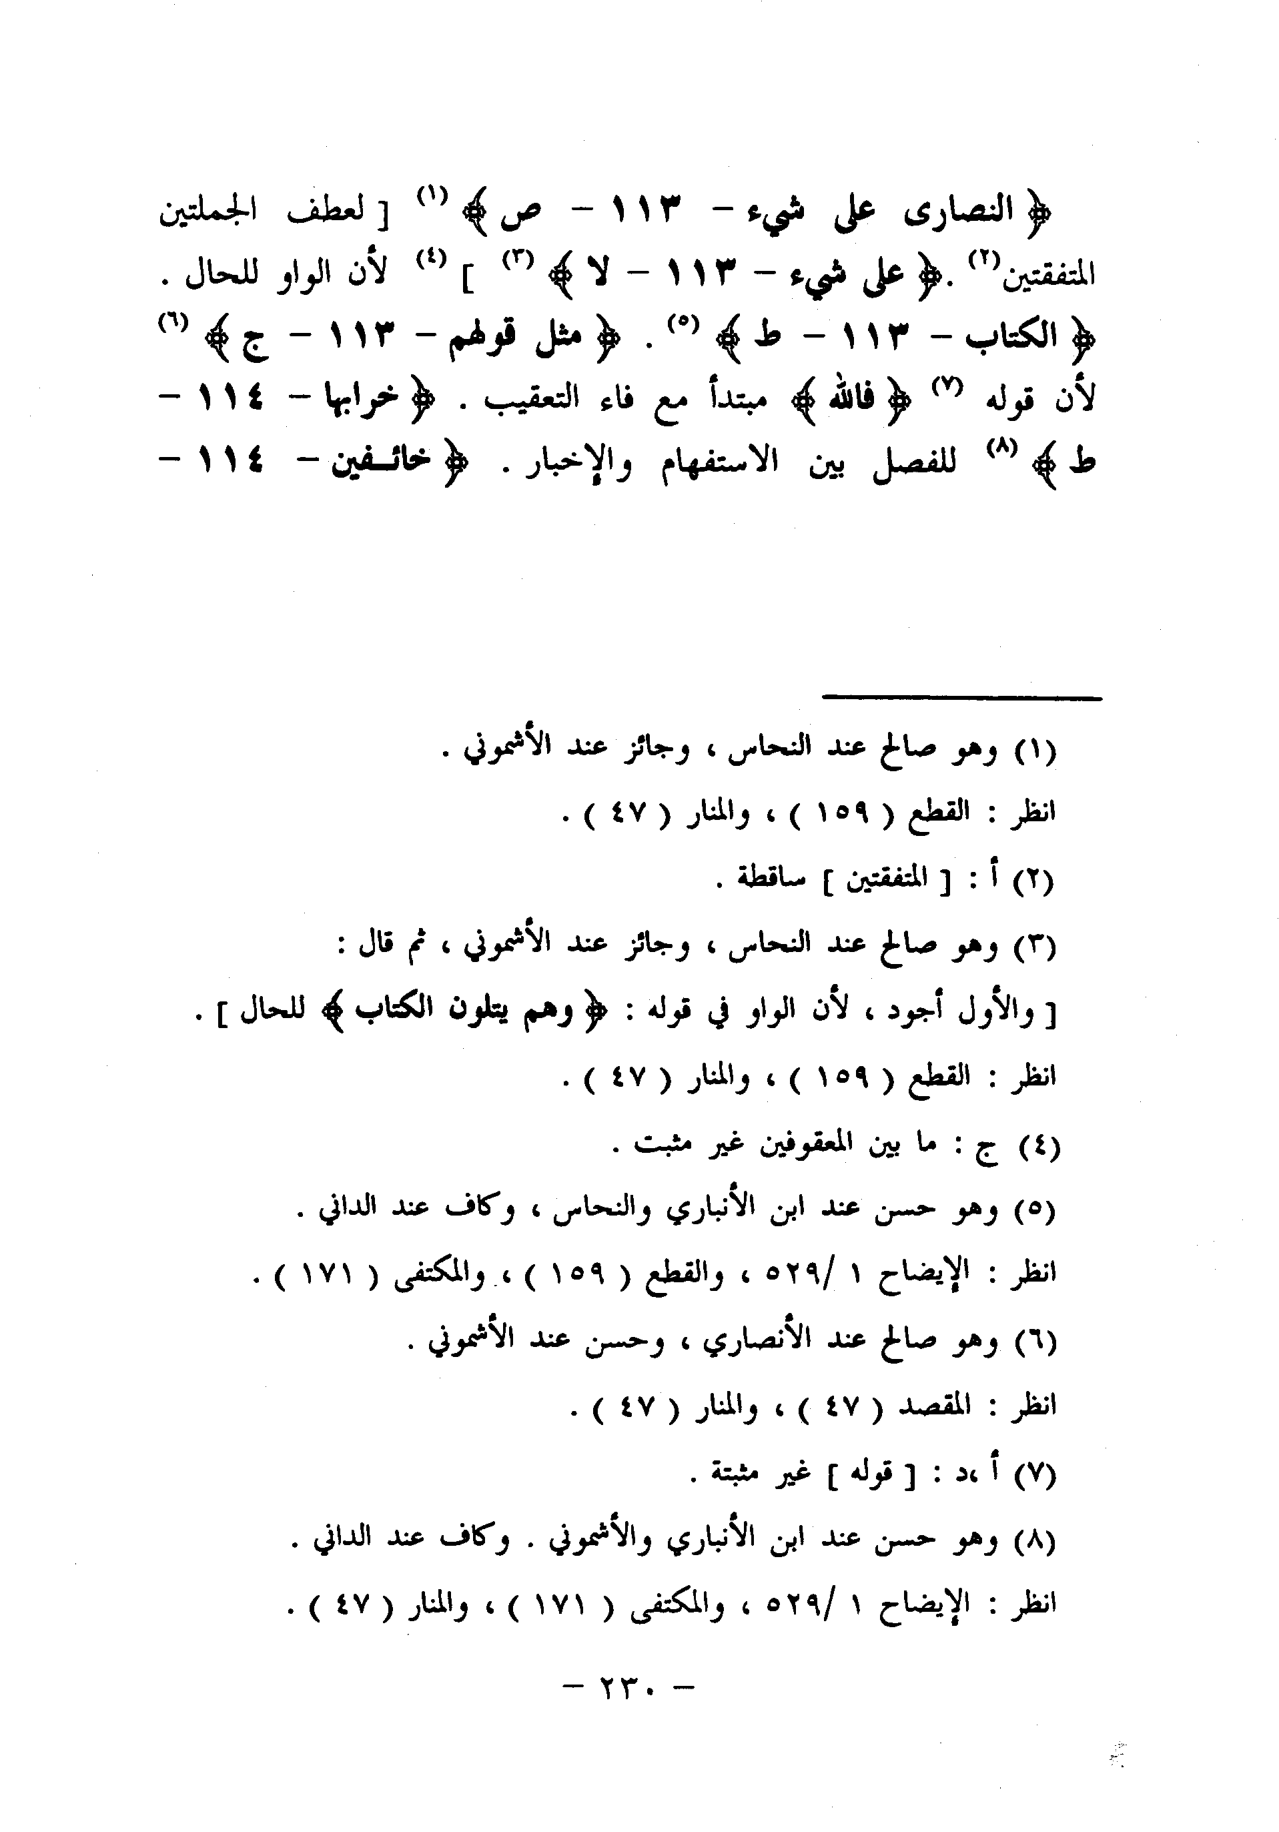 ﴿ النصارى على شيء – ١١٣ – ص ﴾ (١) [ لعطف الجملتين
المتفقتين(٢) . ﴿ على شيء – ١١٣ – لا ﴾ (٣) ] (٤) لأن الواو للحال .
﴿ الكتاب – ١١٣ – ط ﴾ (٥) . ﴿ مثل قولهم – ١١٣ – ج ﴾ (٦)
لأن قوله (٧) ﴿ فالله ﴾ مبتدأ مع فاء التعقيب . ﴿ خرابها – ١١٤ –
ط ﴾ (٨) للفصل بين الاستفهام والإخبار . ﴿ خائفين – ١١٤ –
(١) وهو صالح عند النحاس ، وجائز عند الأشموني .
انظر : القطع ( ١٥٩ ) ، والمنار ( ٤٧ ) .
(٢) أ : [ المتفقتين ] ساقطة .
(٣) وهو صالح عند النحاس ، وجائز عند الأشموني ، ثم قال :
[ والأول أجود ، لأن الواو في قوله : ﴿ وهم يتلون الكتاب ﴾ للحال ] .
انظر : القطع ( ١٥٩ ) ، والمنار ( ٤٧ ) .
(٤) ج : ما بين المعقوفين غير مثبت .
(٥) وهو حسن عند ابن الأنباري والنحاس ، وكاف عند الداني .
انظر : الإيضاح ١ /٥٢٩ ، والقطع ( ١٥٩ ) ، والمكتفى ( ١٧١ ) .
(٦) وهو صالح عند الأنصاري ، وحسن عند الأشموني .
انظر : المقصد ( ٤٧ ) ، والمنار ( ٤٧ ) .
(٧) أ ،د : [ قوله ] غير مثبتة .
(٨) وهو حسن عند ابن الأنباري والأشموني . وكاف عند الداني .
انظر : الإيضاح ١ /٥٢٩ ، والمكتفى ( ١٧١ ) ، والمنار ( ٤٧ ) .
– ٢٣٠ –